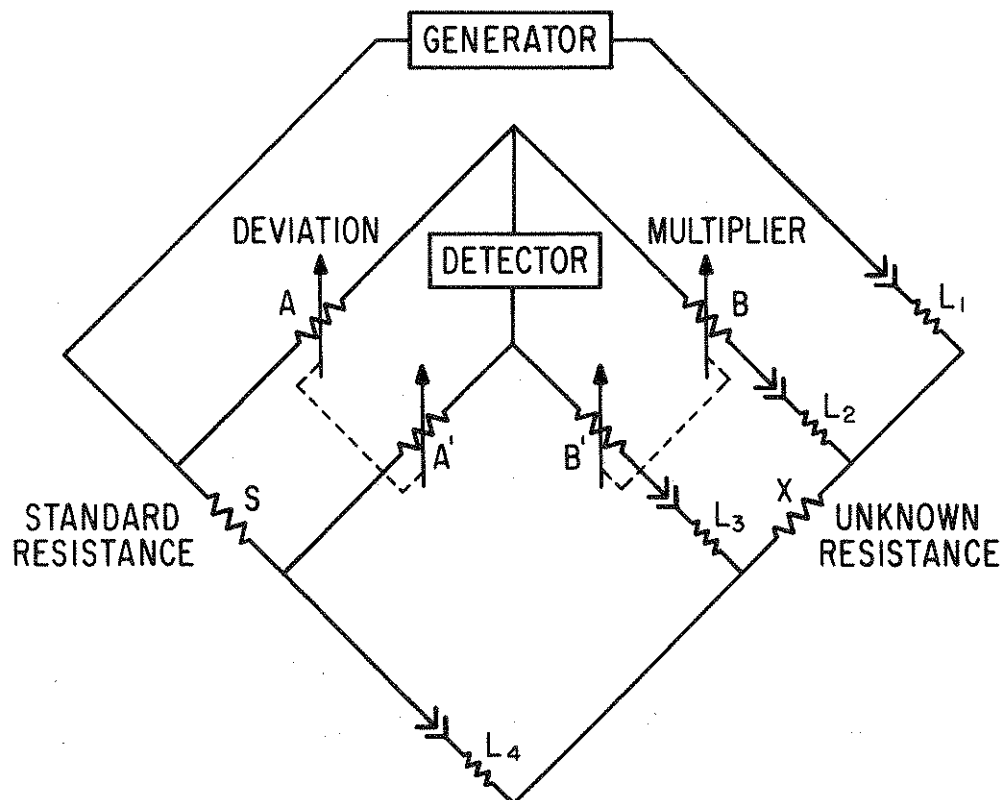 GENERATOR
DEVIATION
MULTIPLIER
DETECTOR
A
B
L1
L2
A'
B'
S
X
L3
STANDARD
RESISTANCE
UNKNOWN
RESISTANCE
L4